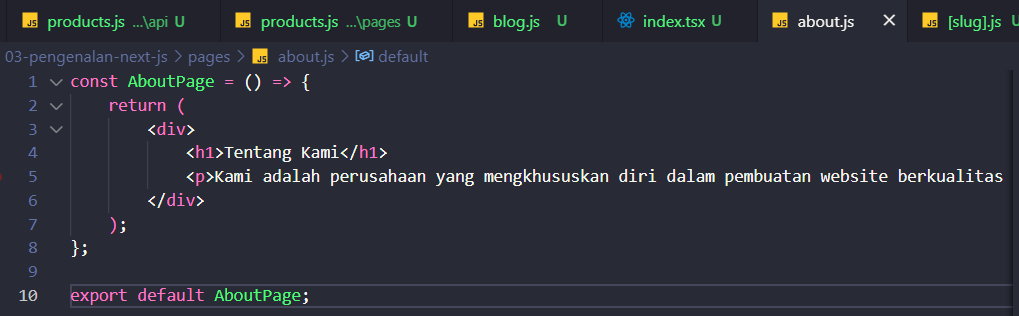 JS products.js ...\api U JS products.js ...\pages U JS blog.js U index.tsx U JS about.js × JS [slug].js U
03-pengenalan-next-js > pages > JS about.js > default
1 const AboutPage = () => {
2 return (
3 <div>
4 <h1>Tentang Kami</h1>
5 <p>Kami adalah perusahaan yang mengkhususkan diri dalam pembuatan website berkualitas
6 </div>
7 );
8 };
9
10 export default AboutPage;